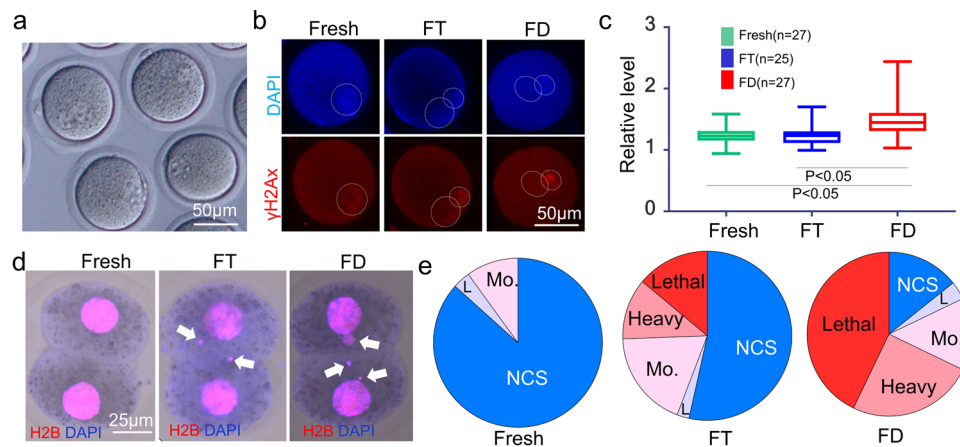 a
50μm
b
Fresh FT FD
DAPI
γH2Ax
50μm
c
Fresh(n=27)
FT(n=25)
FD(n=27)
Relative level
3
2
1
0
P<0.05
P<0.05
Fresh FT FD
d
Fresh FT FD
H2B DAPI
25μm
H2B DAPI
H2B DAPI
e
L
Mo.
NCS
Fresh
Lethal
Heavy
Mo.
L
NCS
FT
NCS
L
Mo.
Heavy
Lethal
FD